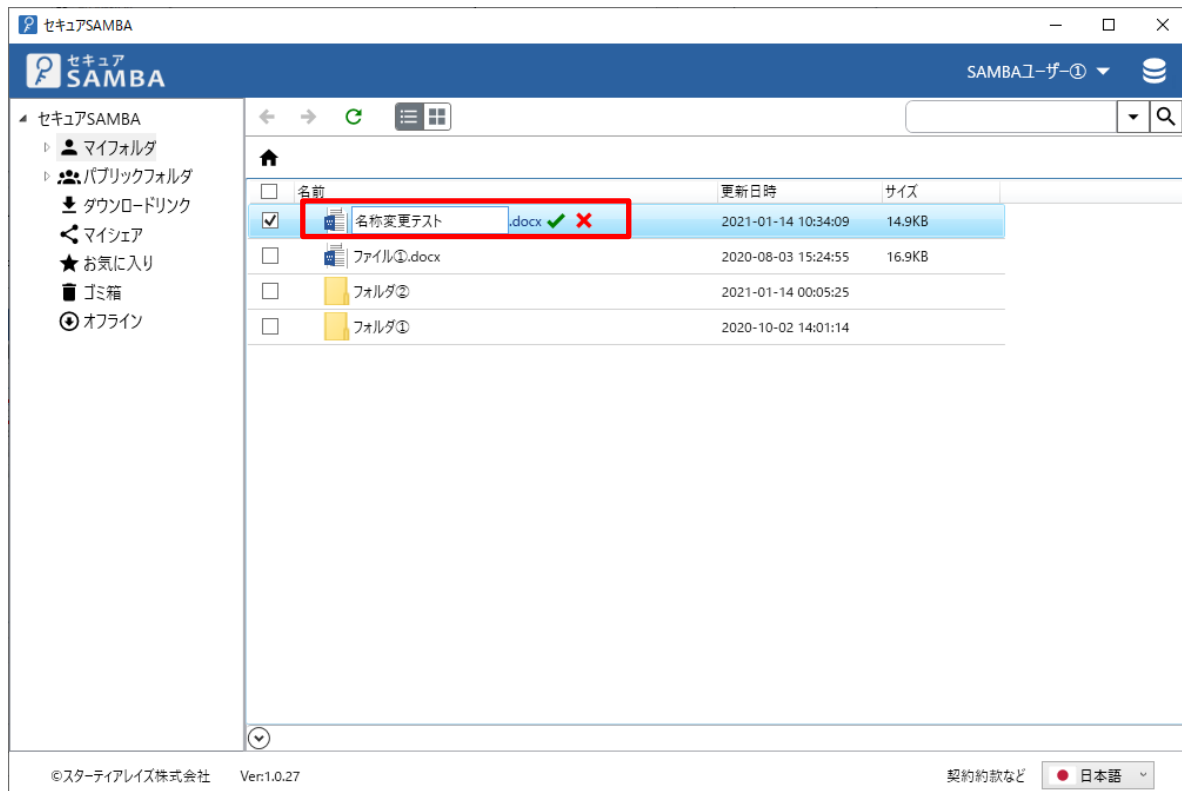 セキュアSAMBA
セキュア
SAMBA
SAMBAユーザー①
セキュアSAMBA
マイフォルダ
パブリックフォルダ
ダウンロードリンク
マイシェア
お気に入り
ゴミ箱
オフライン
名前 更新日時 サイズ
名称変更テスト .docx 2021-01-14 10:34:09 14.9KB
ファイル①.docx 2020-08-03 15:24:55 16.9KB
フォルダ② 2021-01-14 00:05:25
フォルダ① 2020-10-02 14:01:14
©スターティアレイズ株式会社 Ver:1.0.27 契約約款など 日本語